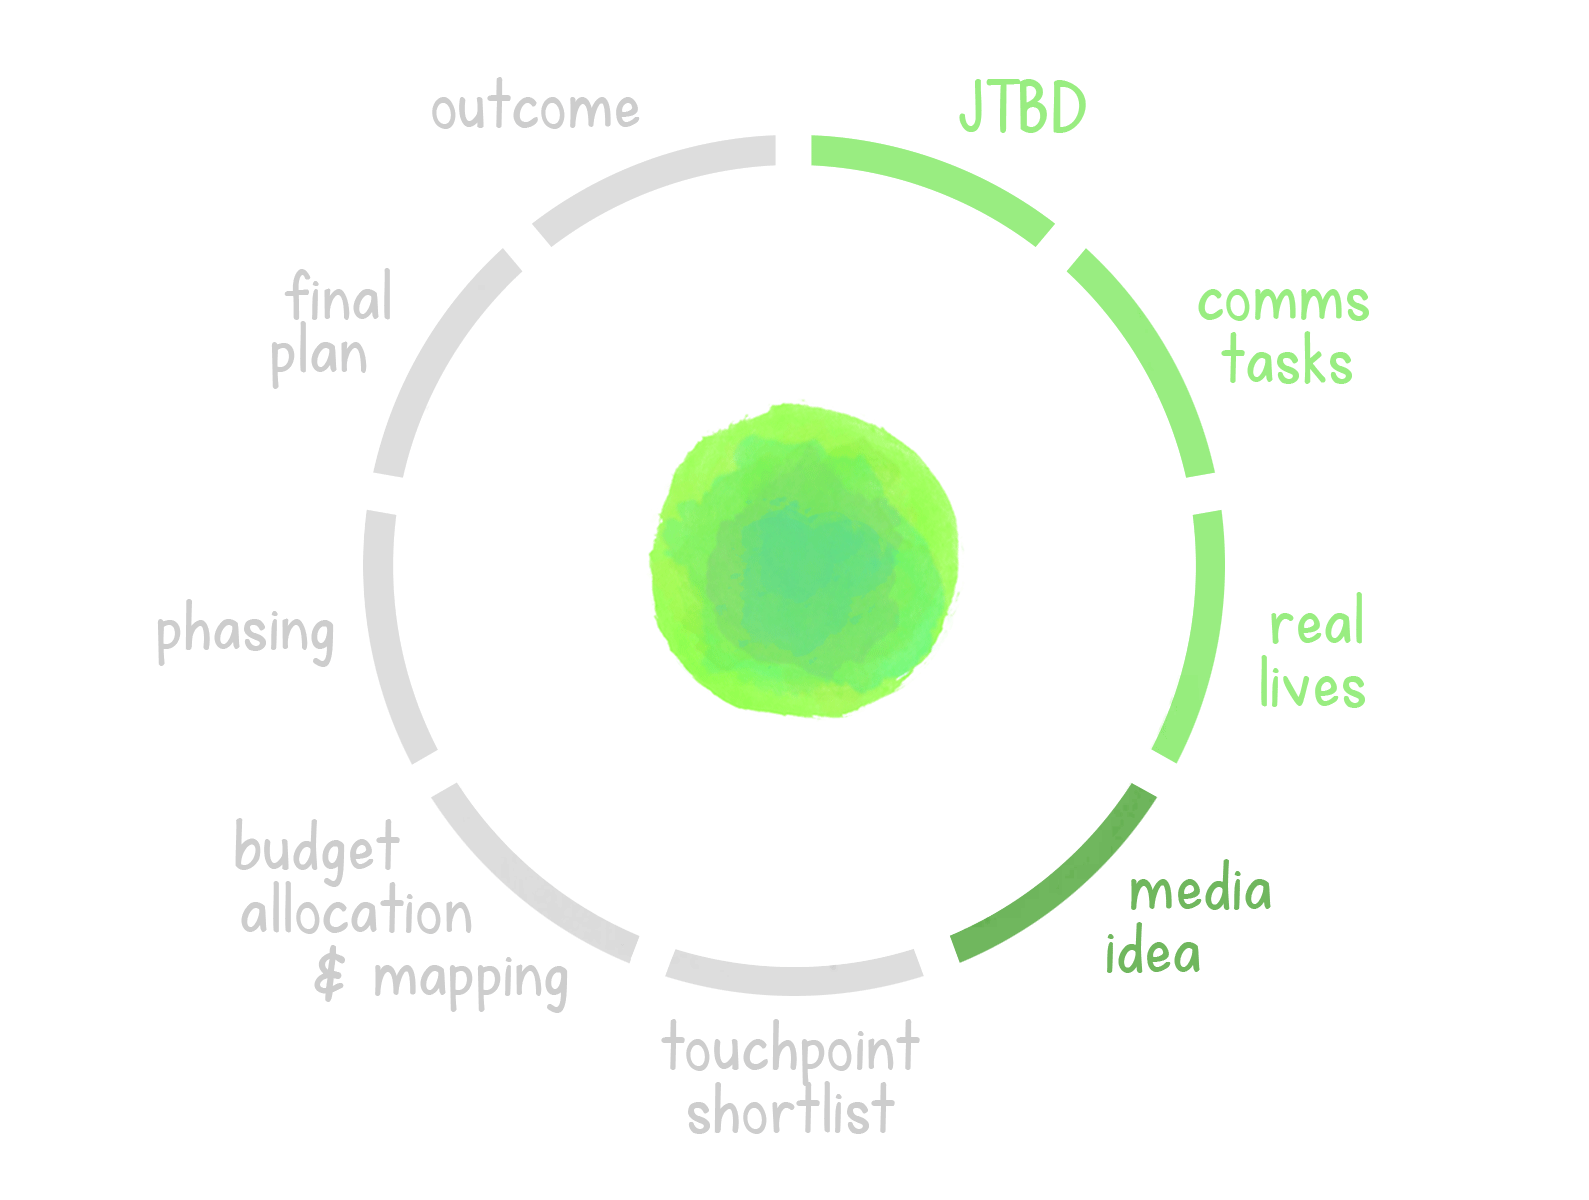 outcome
JTBD
comms
tasks
real
lives
media
idea
touchpoint
shortlist
budget
allocation
& mapping
phasing
final
plan